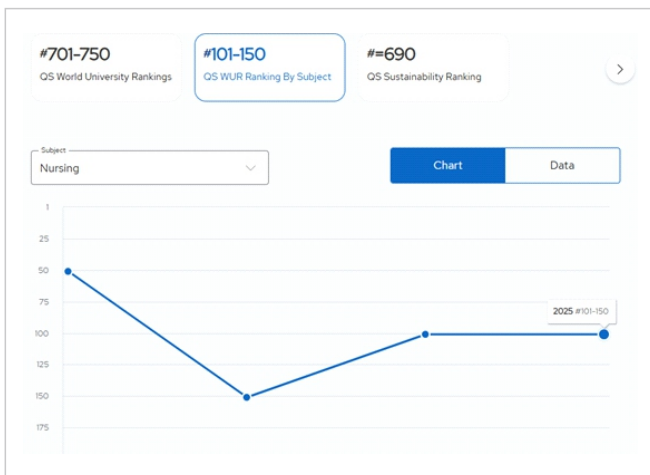 #701-750
QS World University Rankings
#101-150
QS WUR Ranking By Subject
#=690
QS Sustainability Ranking
Subject
Nursing
Chart
Data
1
25
50
75
2025 #101-150
100
125
150
175